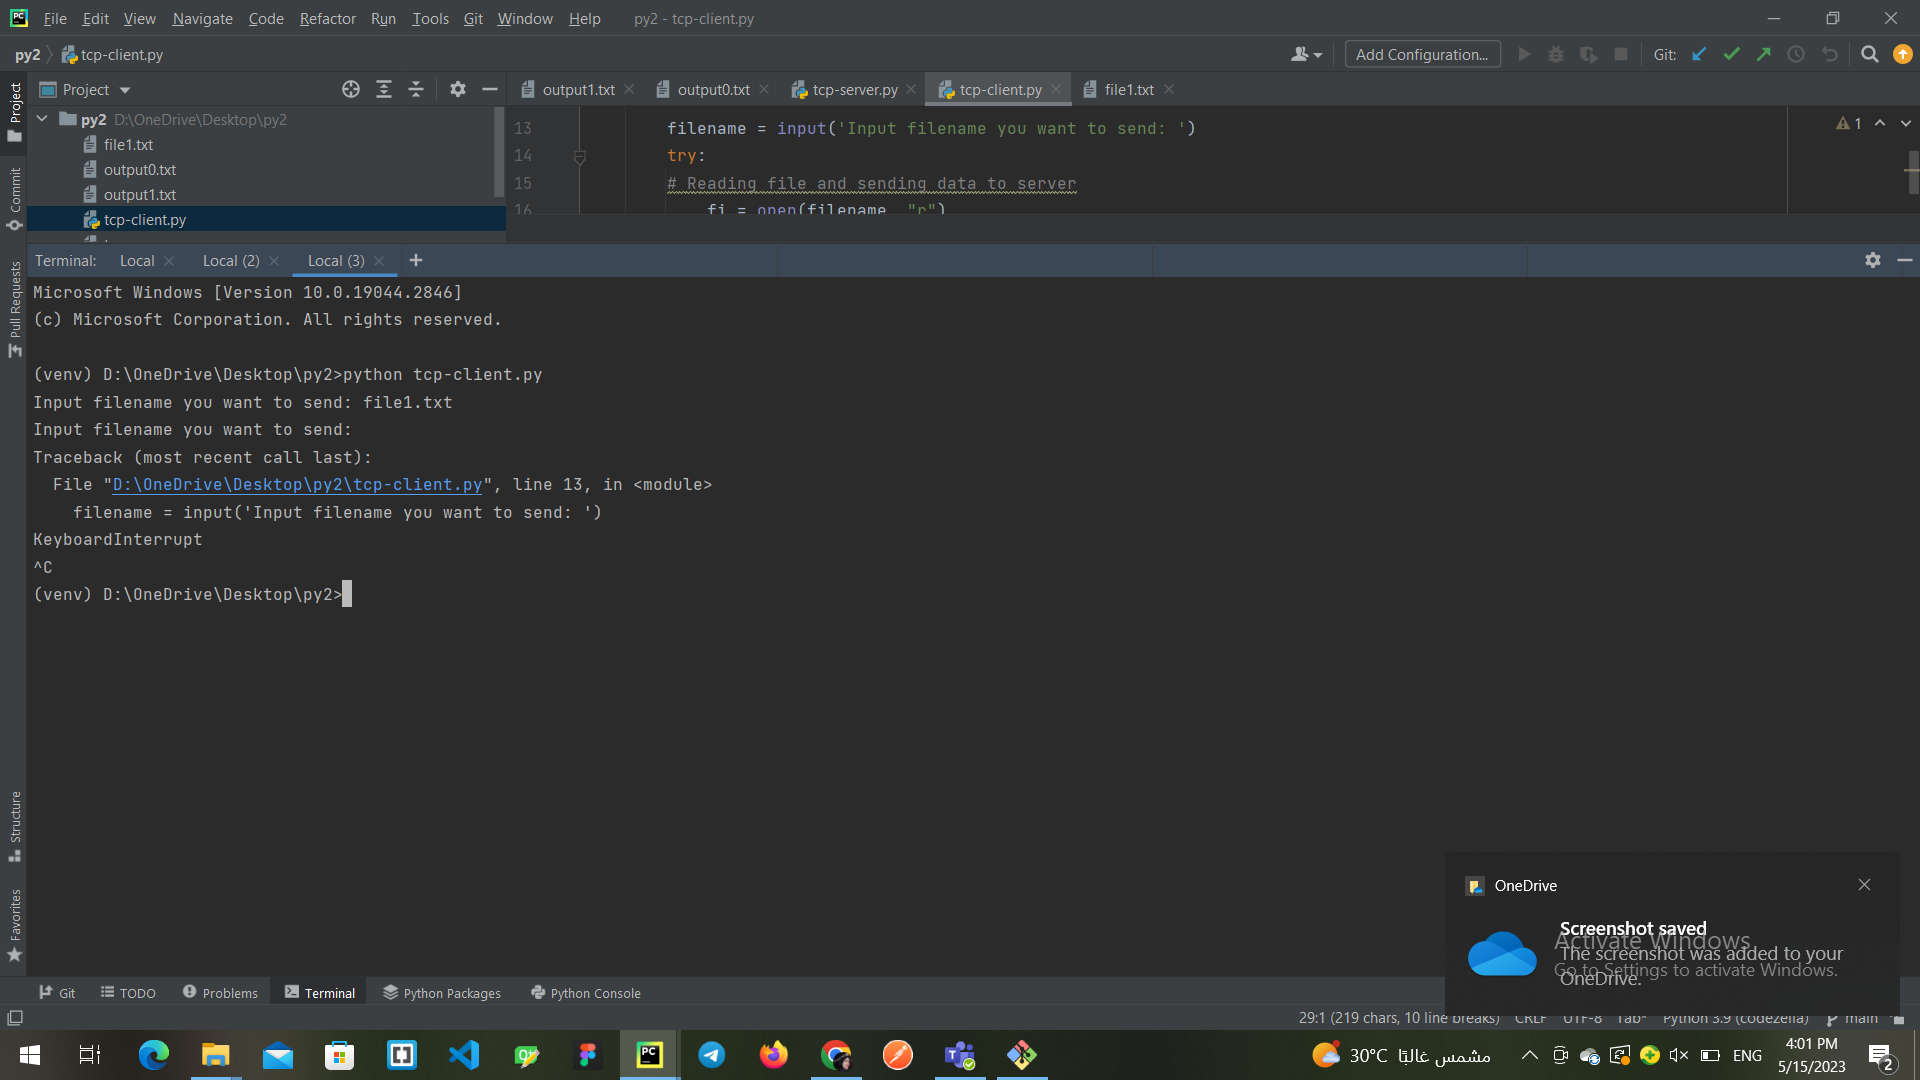 File Edit View Navigate Code Refactor Run Tools Git Window Help py2 - tcp-client.py
py2 tcp-client.py Add Configuration... Git:
Project
output1.txt output0.txt tcp-server.py tcp-client.py file1.txt
py2 D:\OneDrive\Desktop\py2
file1.txt
output0.txt
output1.txt
tcp-client.py
13 filename = input('Input filename you want to send: ')
14 try:
15 # Reading file and sending data to server
16 fi = open(filename, "r")
1
Project
Commit
Pull Requests
Structure
Favorites
Terminal: Local Local (2) Local (3)
Microsoft Windows [Version 10.0.19044.2846]
(c) Microsoft Corporation. All rights reserved.
(venv) D:\OneDrive\Desktop\py2>python tcp-client.py
Input filename you want to send: file1.txt
Input filename you want to send:
Traceback (most recent call last):
File "D:\OneDrive\Desktop\py2\tcp-client.py", line 13, in <module>
filename = input('Input filename you want to send: ')
KeyboardInterrupt
^C
(venv) D:\OneDrive\Desktop\py2>
OneDrive
Screenshot saved
The screenshot was added to your
OneDrive.
Activate Windows
Go to Settings to activate Windows.
Git TODO Problems Terminal Python Packages Python Console
29:1 (219 chars, 10 line breaks) CRLF UTF-8 Tab* Python 3.9 (codezella) main
30°C مشمس غالبًا ENG
4:01 PM
5/15/2023
2